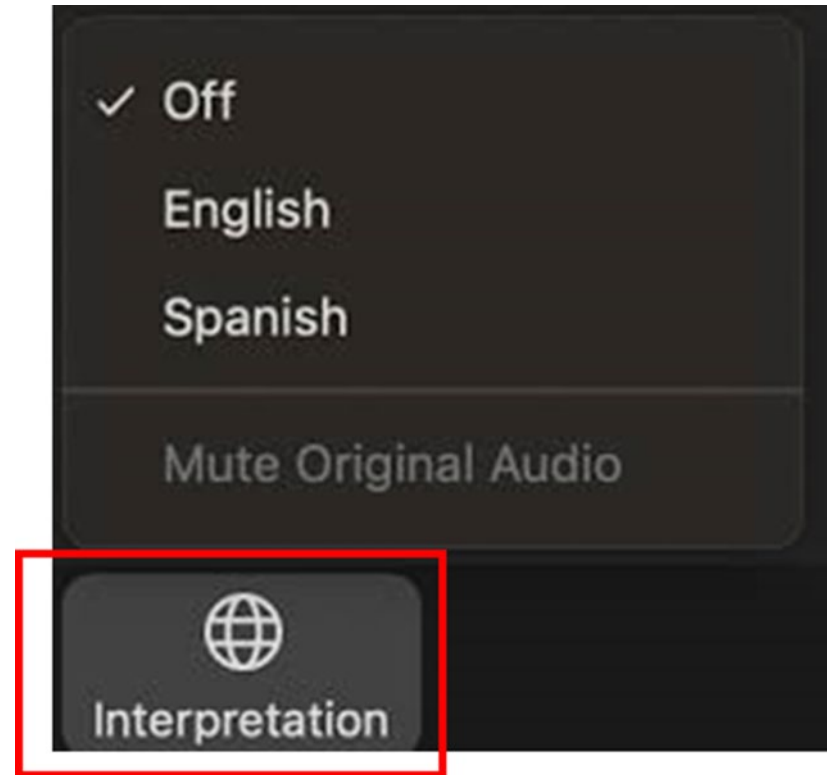 Off
English
Spanish
Mute Original Audio
Interpretation